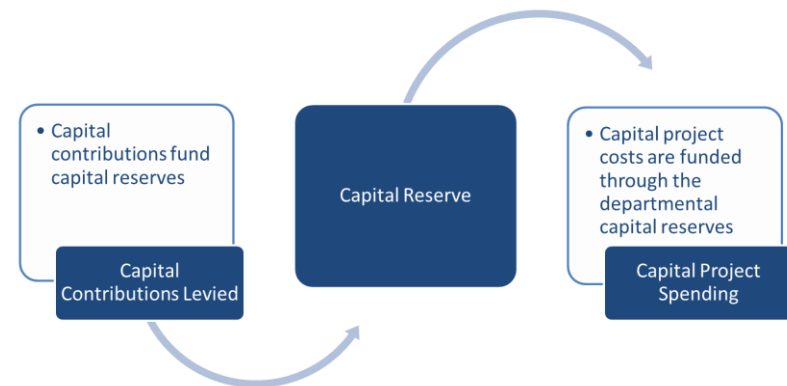 • Capital
contributions fund
capital reserves
Capital
Contributions Levied
Capital Reserve
• Capital project
costs are funded
through the
departmental
capital reserves
Capital Project
Spending